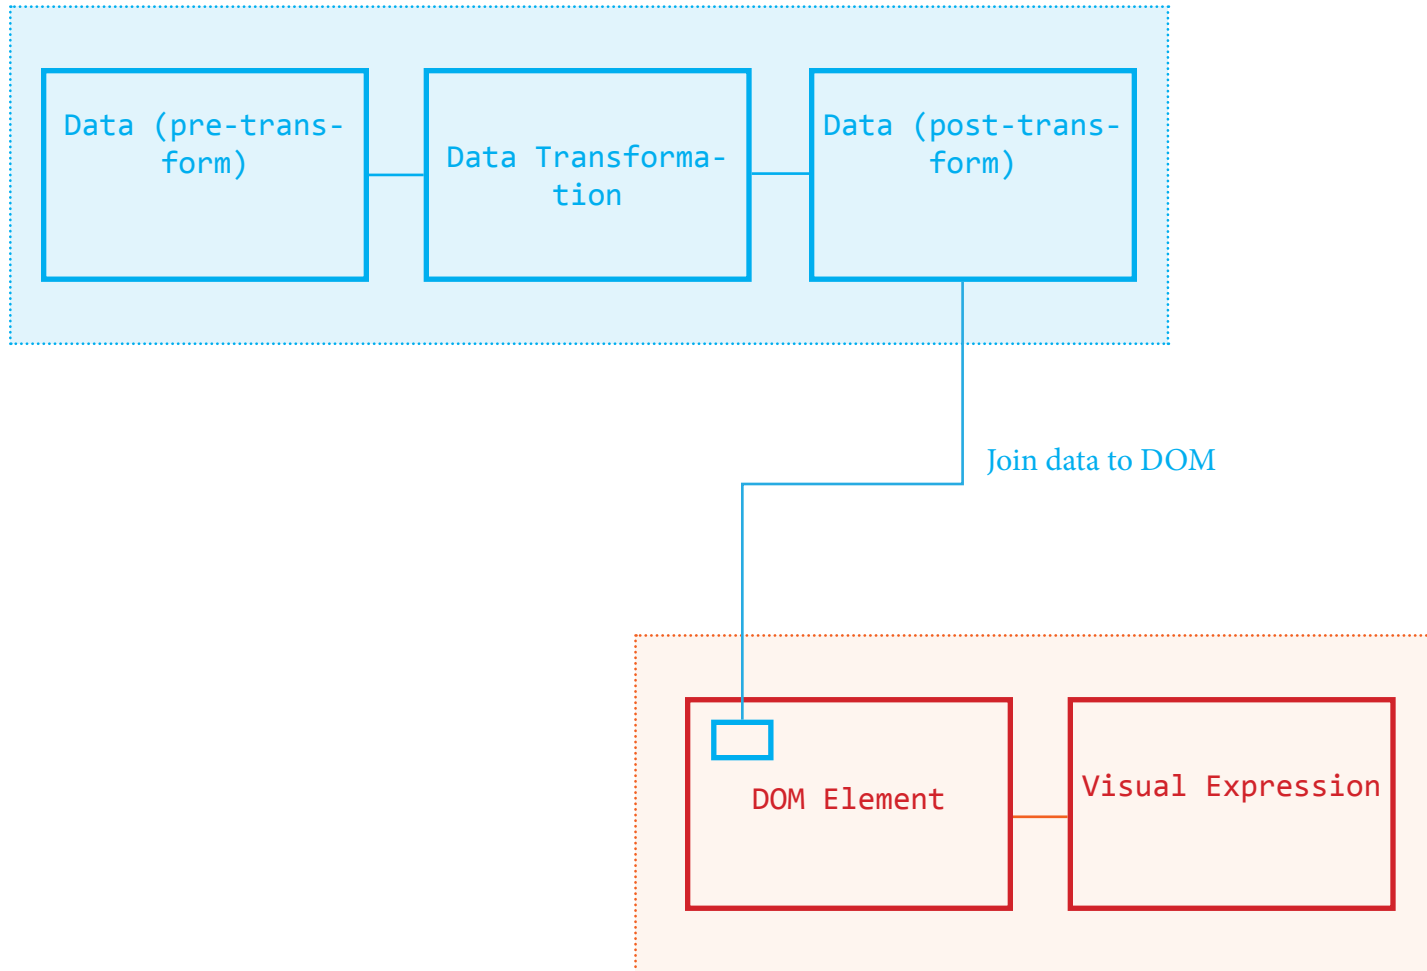 Data (pre-trans-
form)
Data Transforma-
tion
Data (post-trans-
form)
Join data to DOM
DOM Element
Visual Expression